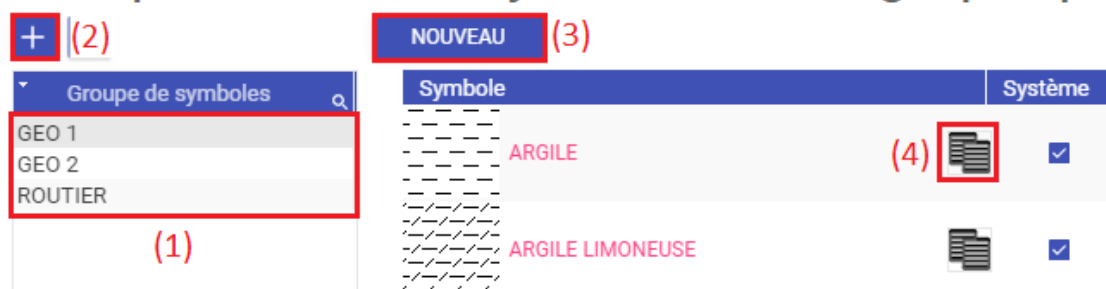 + (2)
NOUVEAU (3)
Groupe de symboles
GEO 1
GEO 2
ROUTIER
(1)
Symbole Système
ARGILE (4)
ARGILE LIMONEUSE